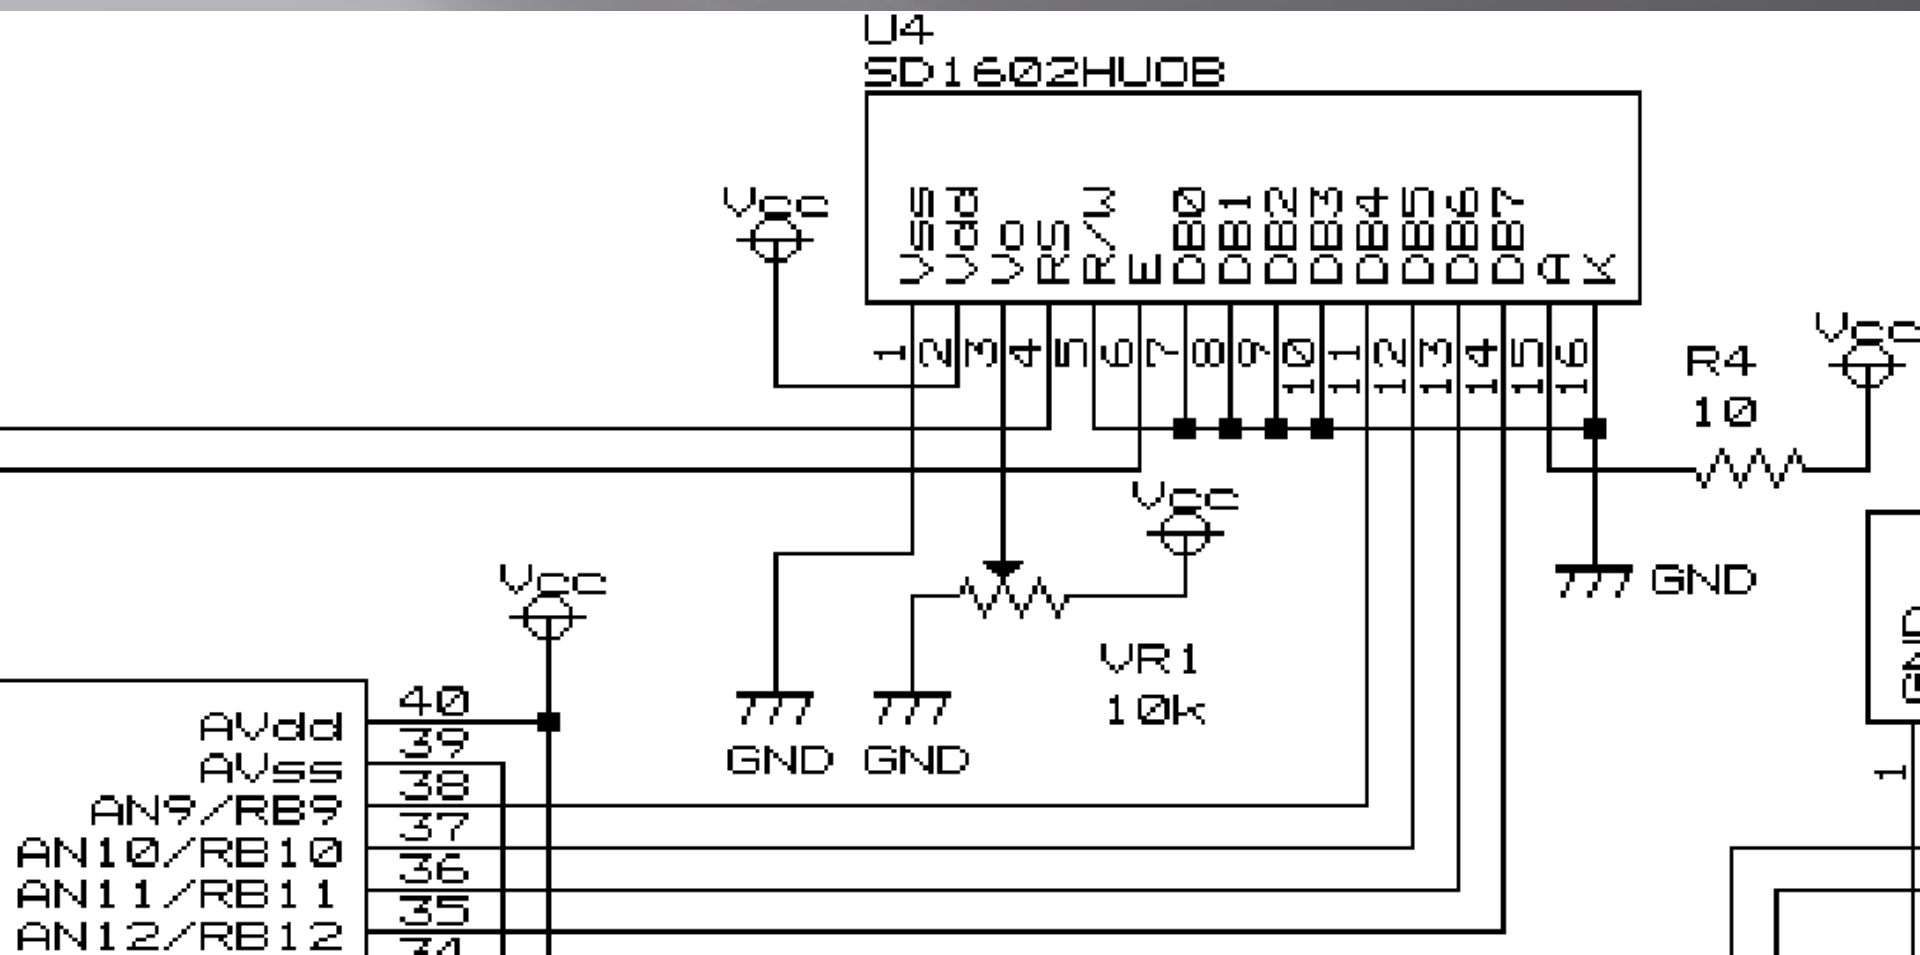 U4
SD1602HUOB
Vcc
Vss
Vdd
Vo
RS
R/W
E
DB0
DB1
DB2
DB3
DB4
DB5
DB6
DB7
A
K
1
2
3
4
5
6
7
8
9
10
11
12
13
14
15
16
Vcc
R4
10
Vcc
GND
VR1
10k
GND
GND
Vcc
GND
1
AVdd
40
AVss
39
AN9/RB9
38
AN10/RB10
37
AN11/RB11
36
AN12/RB12
35
34